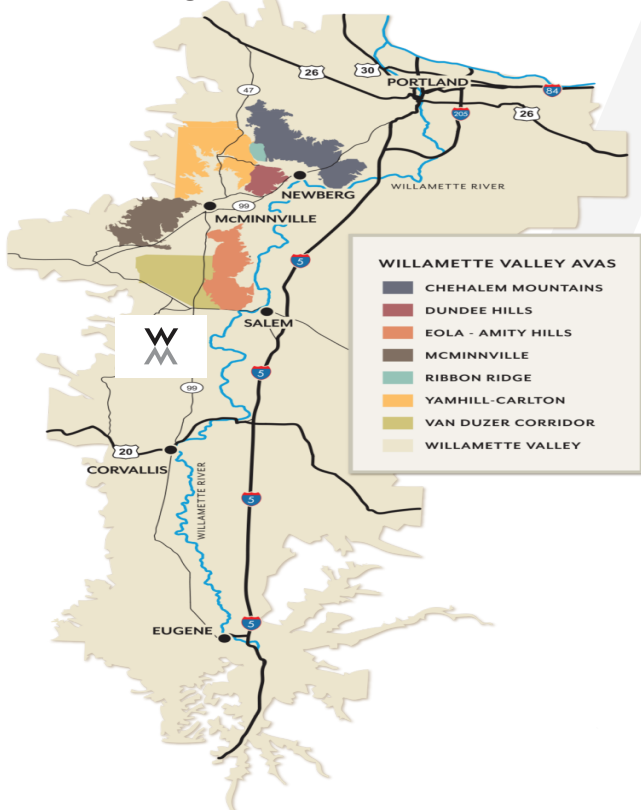 26
30
PORTLAND
84
47
26
205
NEWBERG
WILLAMETTE RIVER
99
McMINNVILLE
5
WILLAMETTE VALLEY AVAS
CHEHALEM MOUNTAINS
DUNDEE HILLS
EOLA - AMITY HILLS
MCMINNVILLE
RIBBON RIDGE
YAMHILL-CARLTON
VAN DUZER CORRIDOR
WILLAMETTE VALLEY
SALEM
W
5
99
20
CORVALLIS
WILLAMETTE RIVER
5
5
EUGENE